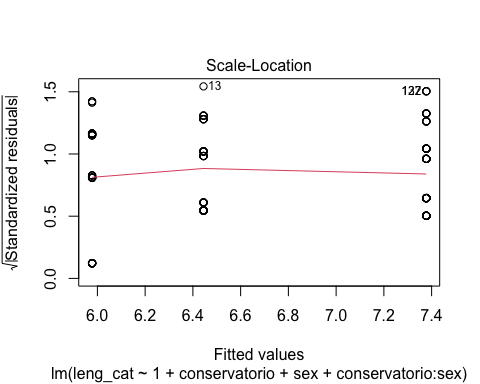 Scale-Location
√|Standardized residuals|
1.5
1.0
0.5
0.0
13
6.0 6.2 6.4 6.6 6.8 7.0 7.2 7.4
Fitted values
lm(leng_cat ~ 1 + conservatorio + sex + conservatorio:sex)